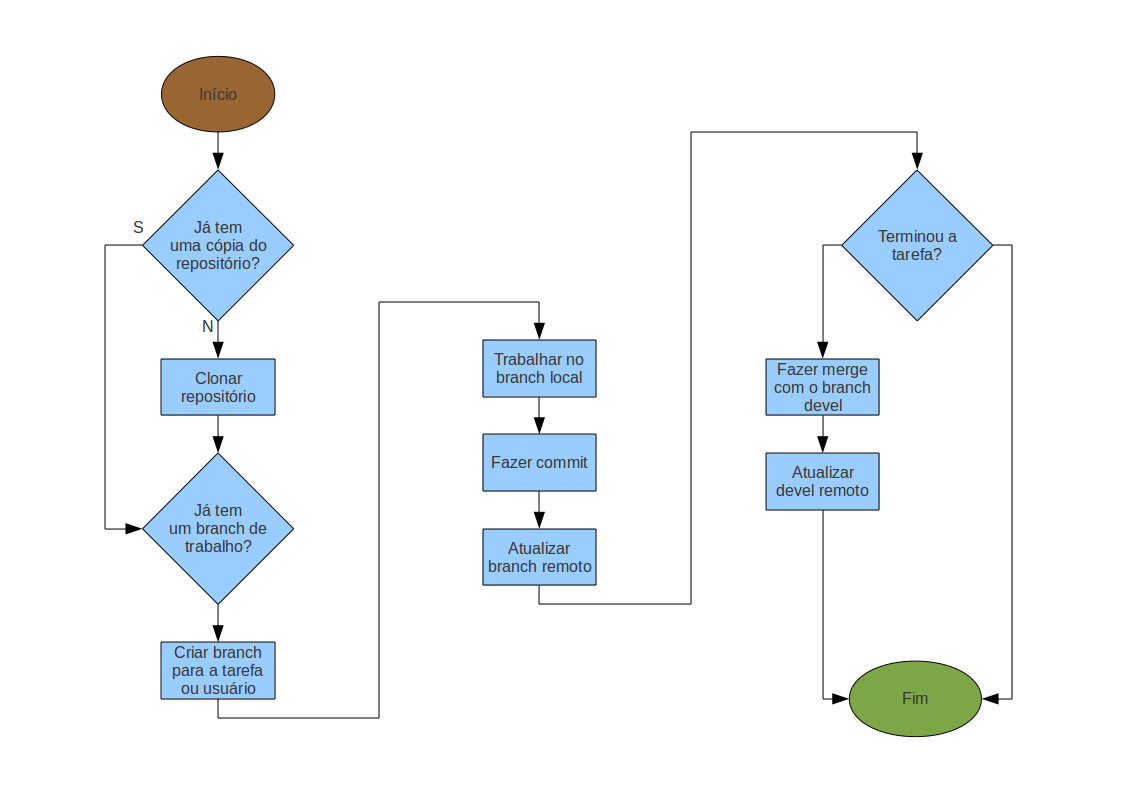 Início
Já tem
uma cópia do
repositório?
S
N
Clonar
repositório
Já tem
um branch de
trabalho?
Criar branch
para a tarefa
ou usuário
Trabalhar no
branch local
Fazer commit
Atualizar
branch remoto
Terminou a
tarefa?
Fazer merge
com o branch
devel
Atualizar
devel remoto
Fim